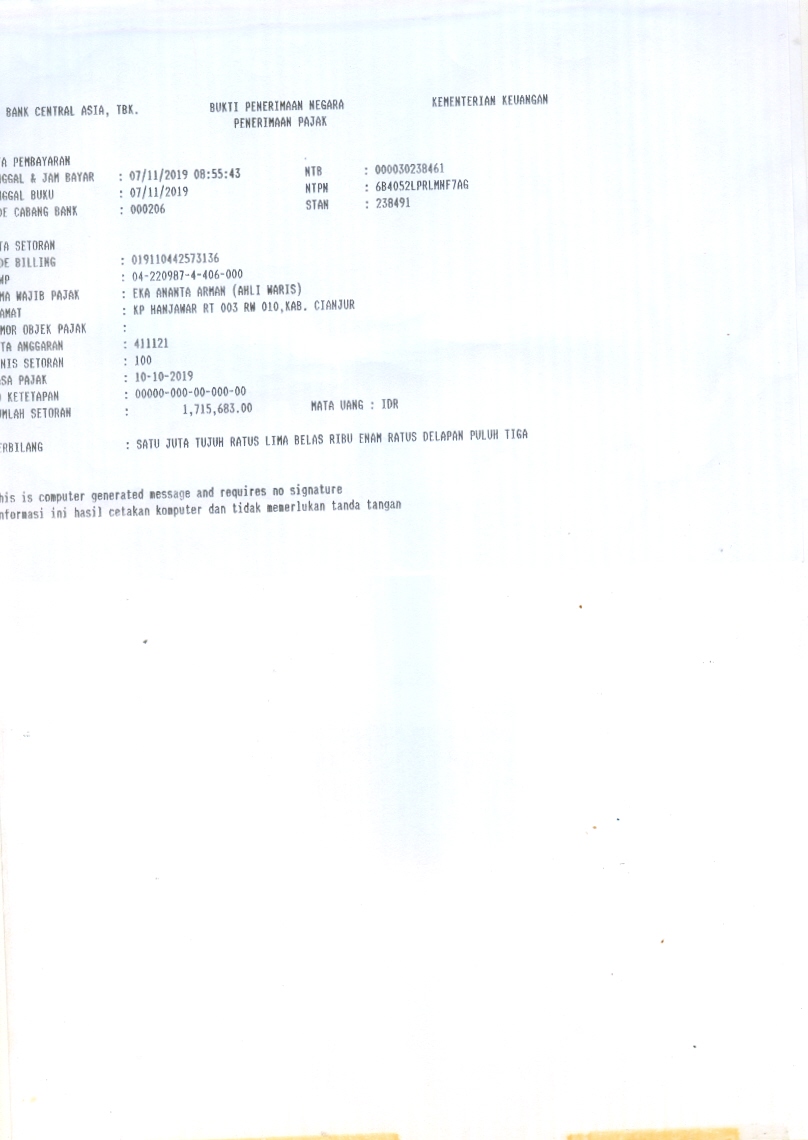 BANK CENTRAL ASIA, TBK. BUKTI PENERIMAAN NEGARA KEMENTERIAN KEUANGAN
PENERIMAAN PAJAK
A PEMBAYARAN
GGAL & JAM BAYAR : 07/11/2019 08:55:43 NTB : 000030238461
GGAL BUKU : 07/11/2019 NTPN : 6B4052LPRLMNF7AG
DE CABANG BANK : 000206 STAN : 238491
TA SETORAN
DE BILLING : 019110442573136
WP : 04-220987-4-406-000
MA WAJIB PAJAK : EKA ANANTA ARMAN (AHLI WARIS)
AMAT : KP HANJAWAR RT 003 RW 010,KAB. CIANJUR
MOR OBJEK PAJAK :
TA ANGGARAN : 411121
NIS SETORAN : 100
SA PAJAK : 10-10-2019
KETETAPAN : 00000-000-00-000-00
MLAH SETORAN : 1,715,683.00 MATA UANG : IDR
ERBILANG : SATU JUTA TUJUH RATUS LIMA BELAS RIBU ENAM RATUS DELAPAN PULUH TIGA
his is computer generated message and requires no signature
nformasi ini hasil cetakan komputer dan tidak memerlukan tanda tangan